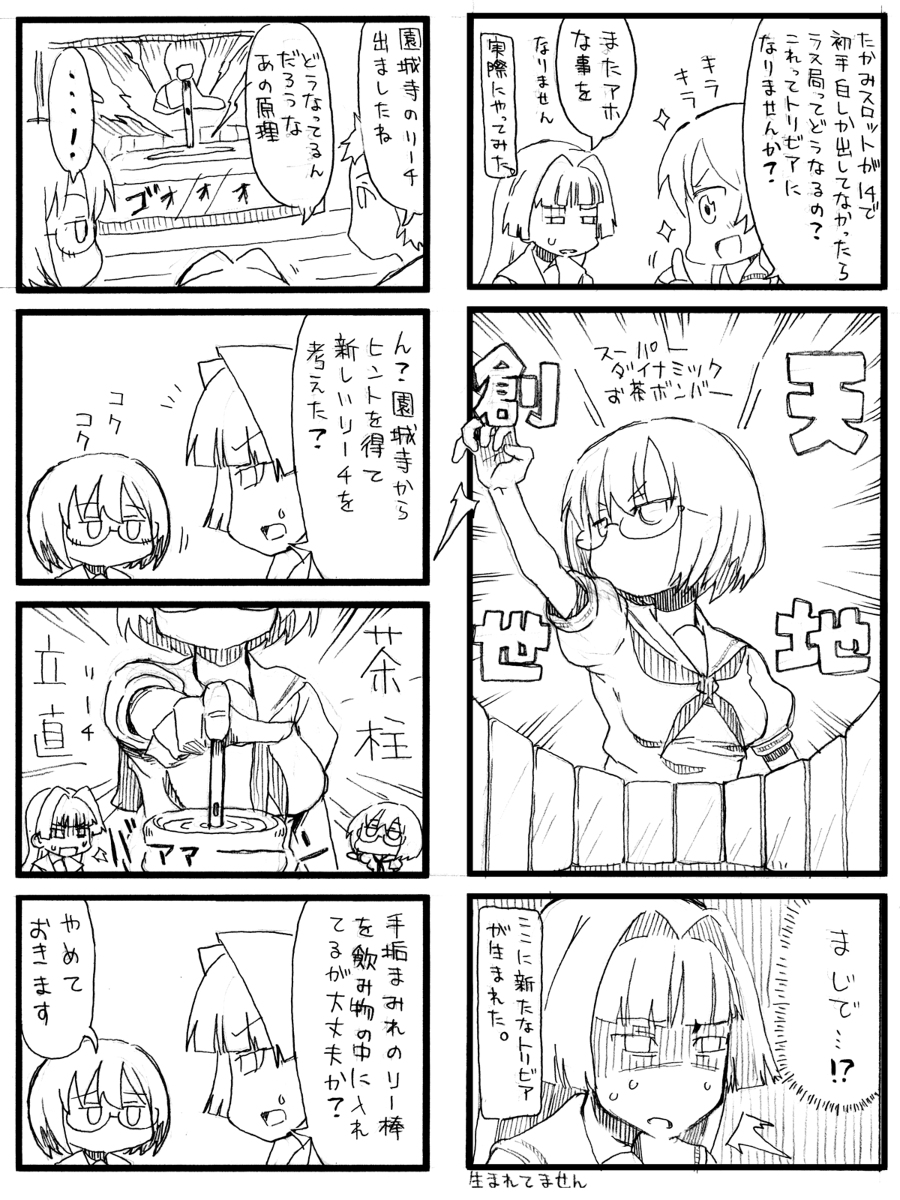 たかみスロットが14で
初手自しか出してなかったら
ラス局ってどうなるの?
これってトリビアに
なりませんか?
キラ
キラ
またアホ
な事を
なりません
実際にやってみた。
天
地
創
世
スーパー
ダイナミック
お茶ボンバー
まじで…!?
ここに新たなトリビア
が生まれた。
生まれてません
園城寺のリーチ
出ましたね
どうなってるん
だろうな
あの原理
・・・・!
ゴォォォ
ん?園城寺から
ヒントを得て
新しいリーチを
考えた?
コク
コク
茶柱
立直
リーチ
アア
手垢まみれのリー棒
を飲み物の中に入れ
てるが大丈夫か?
やめて
おきます